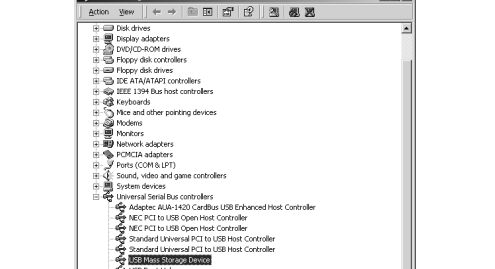 Action View
Disk drives
Display adapters
DVD/CD-ROM drives
Floppy disk controllers
Floppy disk drives
IDE ATA/ATAPI controllers
IEEE 1394 Bus host controllers
Keyboards
Mice and other pointing devices
Modems
Monitors
Network adapters
PCMCIA adapters
Ports (COM & LPT)
Sound, video and game controllers
System devices
Universal Serial Bus controllers
Adaptec AUA-1420 CardBus USB Enhanced Host Controller
NEC PCI to USB Open Host Controller
NEC PCI to USB Open Host Controller
Standard Universal PCI to USB Host Controller
Standard Universal PCI to USB Host Controller
USB Mass Storage Device